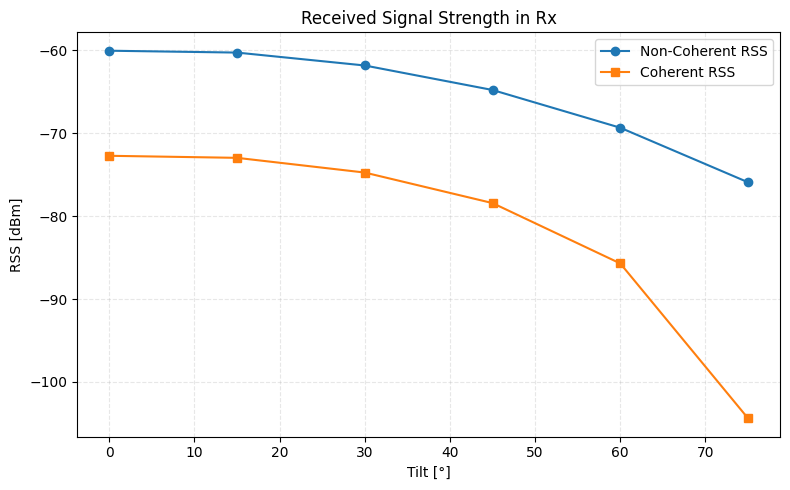 Received Signal Strength in Rx
Non-Coherent RSS
Coherent RSS
RSS [dBm]
−60
−70
−80
−90
−100
0 10 20 30 40 50 60 70
Tilt [°]